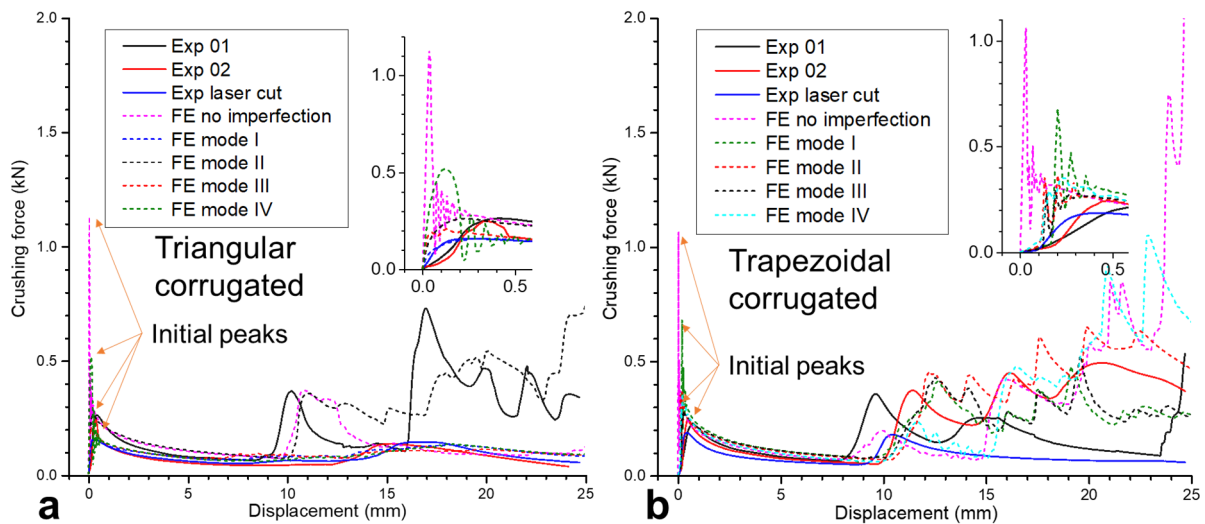 2.0
1.5
1.0
0.5
0.0
Crushing force (kN)
Exp 01
Exp 02
Exp laser cut
FE no imperfection
FE mode I
FE mode II
FE mode III
FE mode IV
1.0
0.5
0.0
0.0 0.5
Triangular
corrugated
Initial peaks
0 5 10 15 20 25
Displacement (mm)
a
2.0
1.5
1.0
0.5
0.0
Crushing force (kN)
Exp 01
Exp 02
Exp laser cut
FE no imperfection
FE mode I
FE mode II
FE mode III
FE mode IV
1.0
0.5
0.0
0.0 0.5
Trapezoidal
corrugated
Initial peaks
0 5 10 15 20 25
Displacement (mm)
b